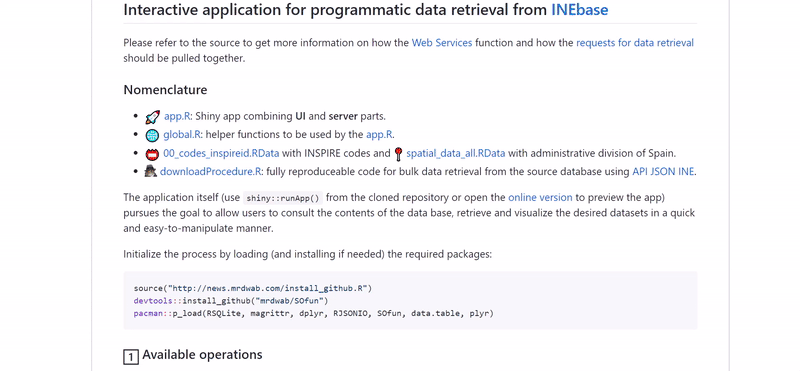 Interactive application for programmatic data retrieval from INEbase
Please refer to the source to get more information on how the Web Services function and how the requests for data retrieval
should be pulled together.
Nomenclature
app.R: Shiny app combining UI and server parts.
global.R: helper functions to be used by the app.R.
00_codes_inspireid.RData with INSPIRE codes and spatial_data_all.RData with administrative division of Spain.
downloadProcedure.R: fully reproduceable code for bulk data retrieval from the source database using API JSON INE.
The application itself (use shiny::runApp() from the cloned repository or open the online version to preview the app)
pursues the goal to allow users to consult the contents of the data base, retrieve and visualize the desired datasets in a quick
and easy-to-manipulate manner.
Initialize the process by loading (and installing if needed) the required packages:
source("http://news.mrdwab.com/install_github.R")
devtools::install_github("mrdwab/SOfun")
pacman::p_load(RSQLite, magrittr, dplyr, RJSONIO, SOfun, data.table, plyr)
1 Available operations